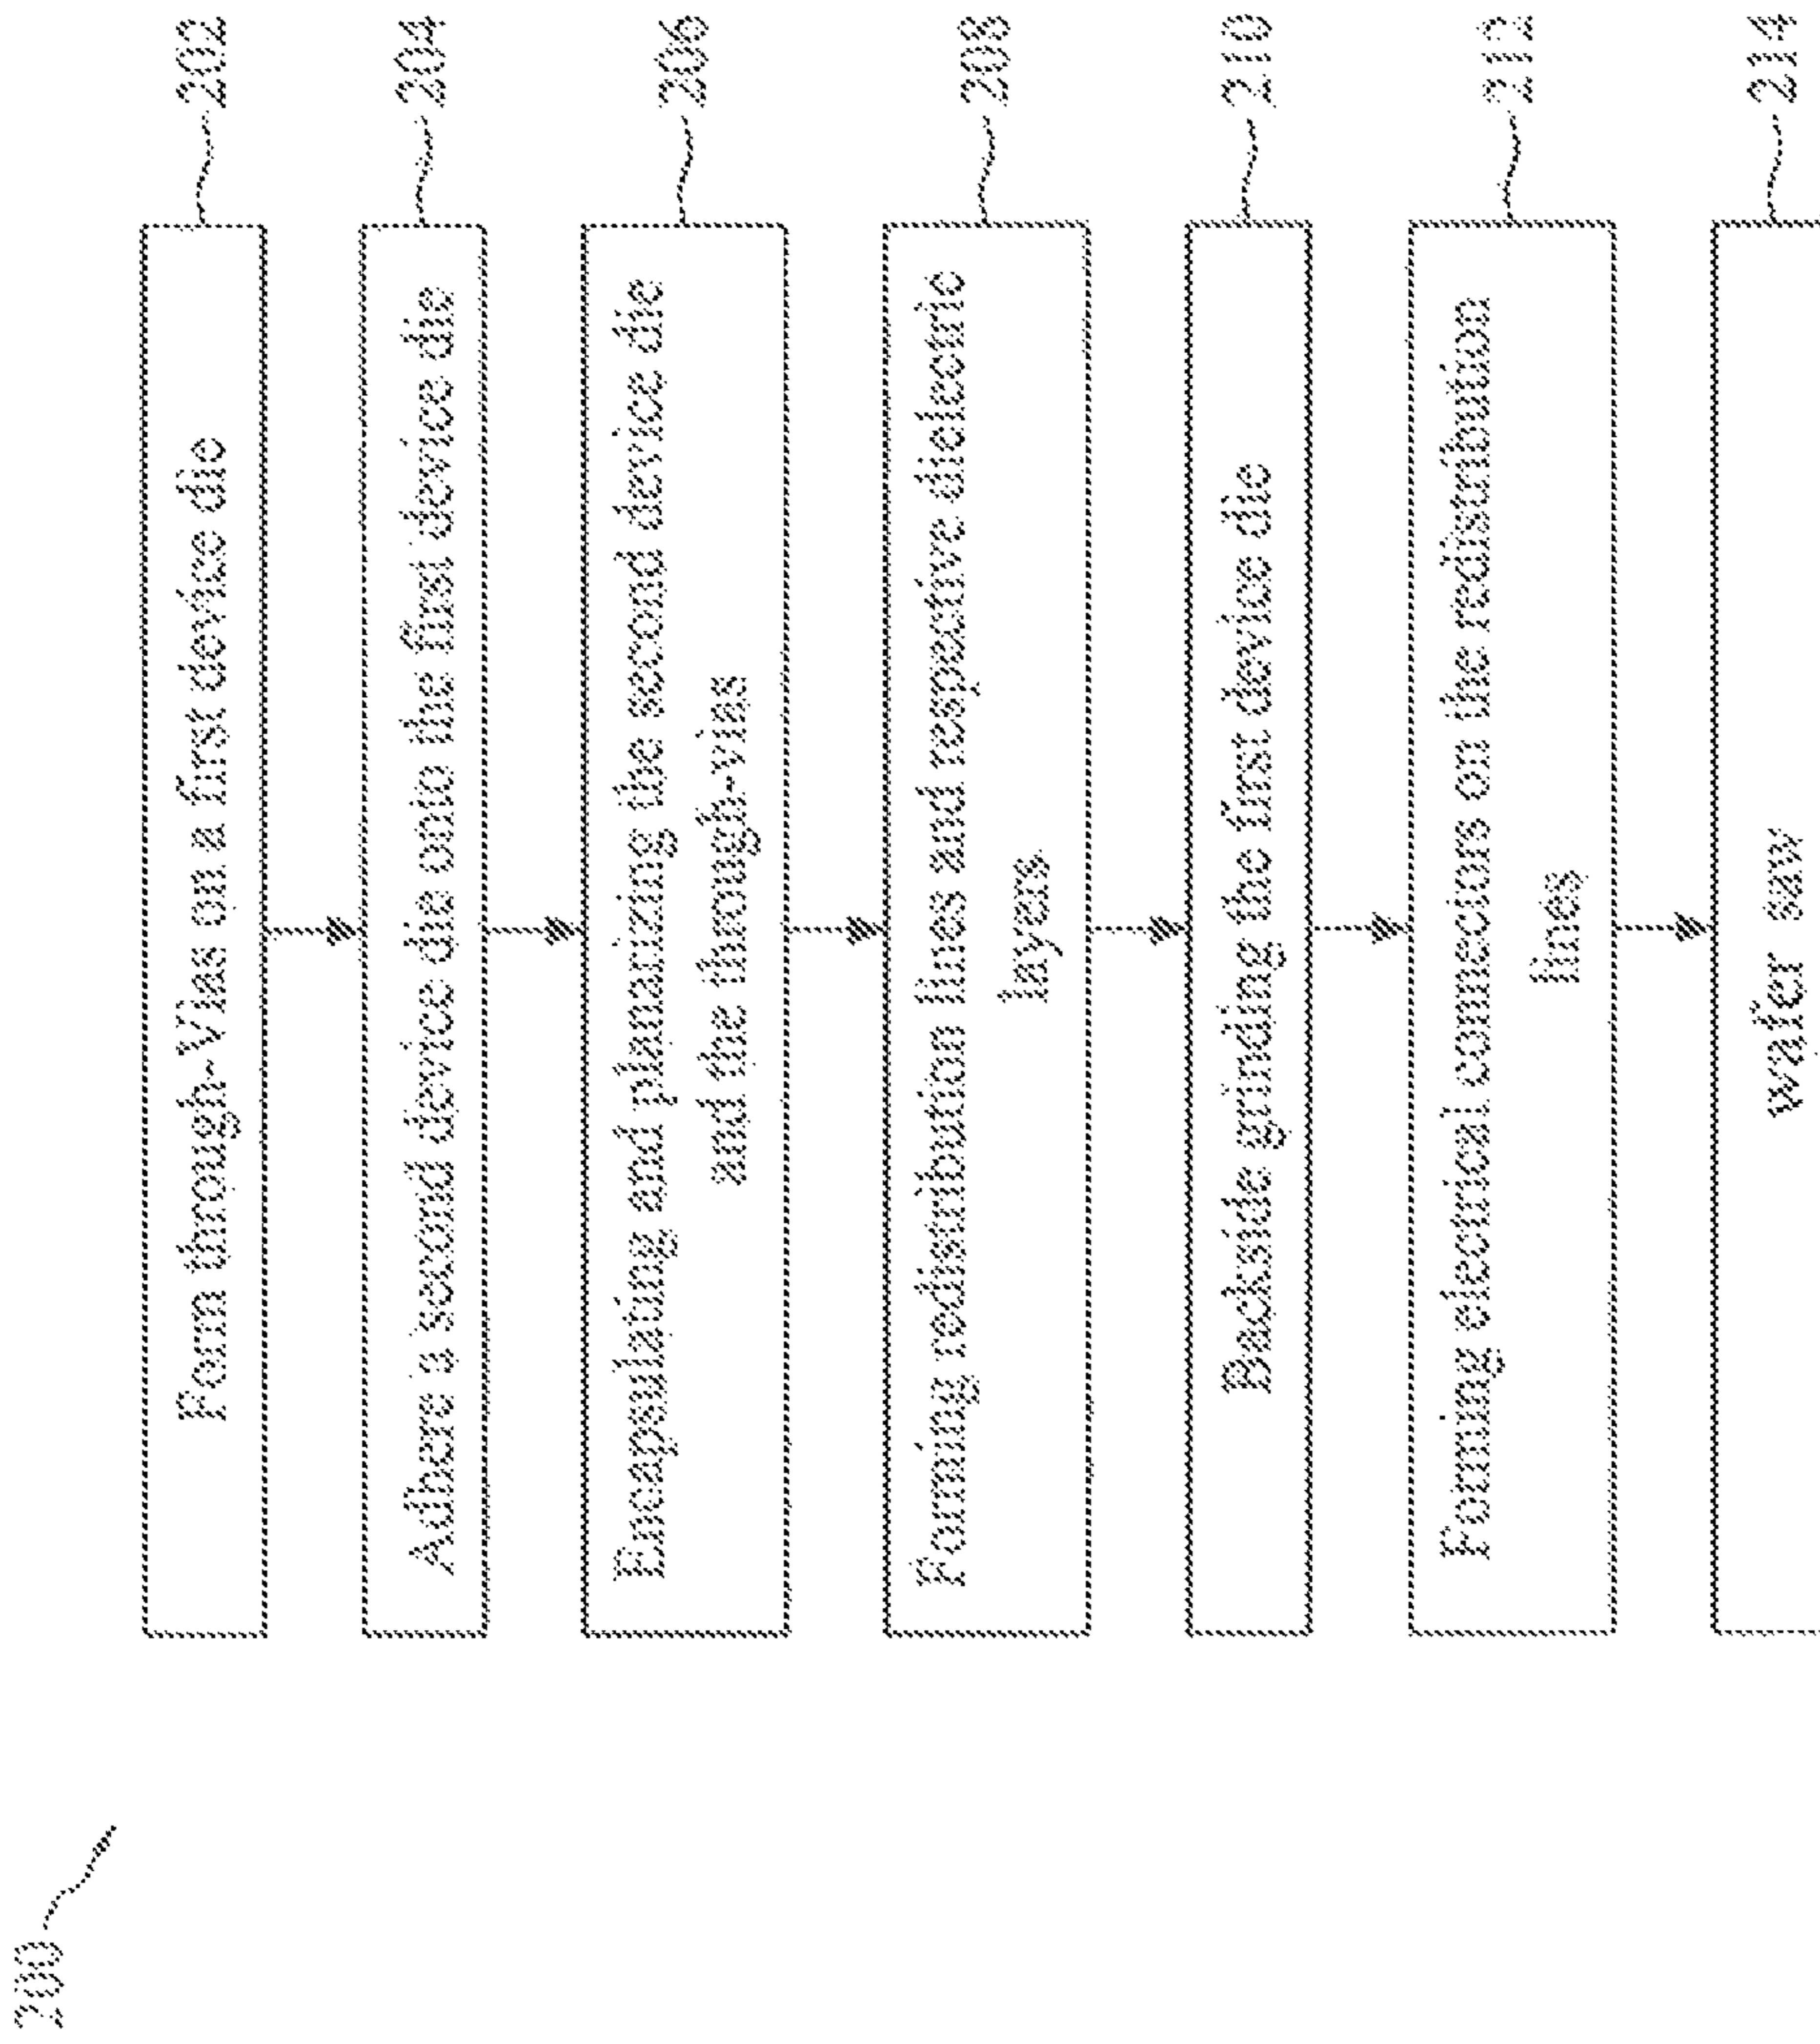 200
Form through-Vias on a first device die
202
Adhere a second device die onto the first device die
204
Encapsulating and planarizing the second device die
and the through-vias
206
Forming redistribution lines and respective dielectric
layers
208
Backside grinding the first device die
210
Forming electrical connectors on the redistribution
lines
212
wafer saw
214